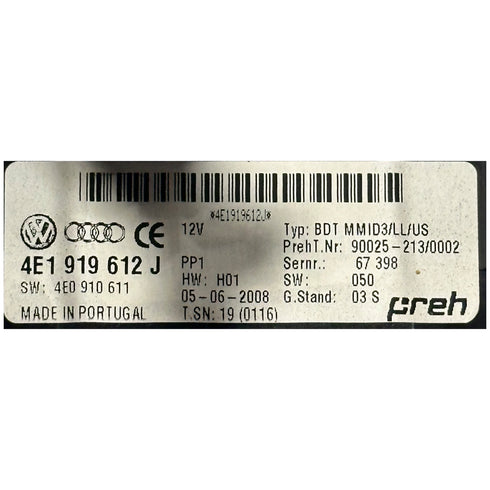 *4E1919612J*
CE 12V Typ: BDT MMID3/LL/US
PrehT.Nr: 90025-213/0002
4E1 919 612 J PP1 Sernr.: 67 398
SW: 4E0 910 611 HW: H01 SW: 050
05-06-2008 G.Stand: 03 S
MADE IN PORTUGAL T.SN: 19 (0116) preh